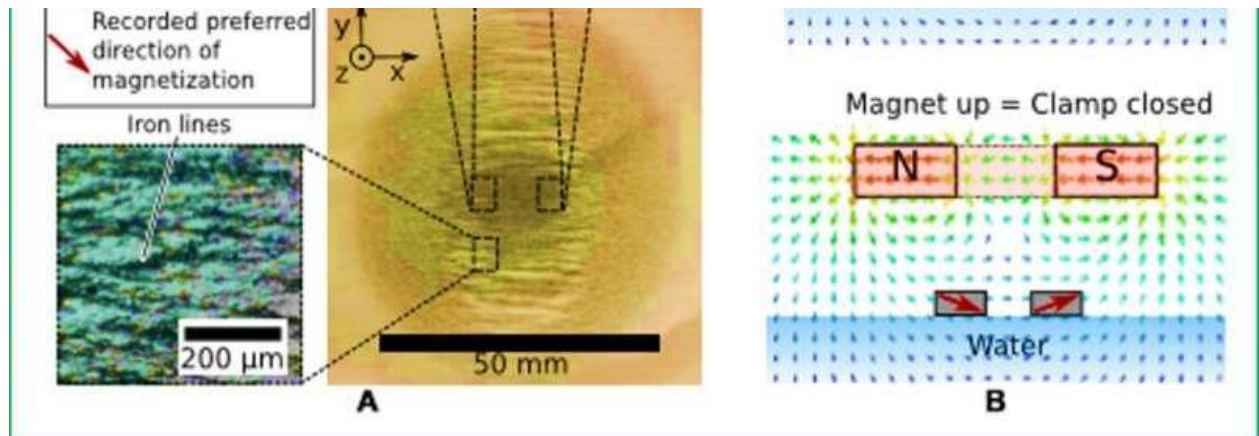 Recorded preferred
direction of
magnetization
Iron lines
200 µm
y
z
x
50 mm
A
Magnet up = Clamp closed
N
S
Water
B